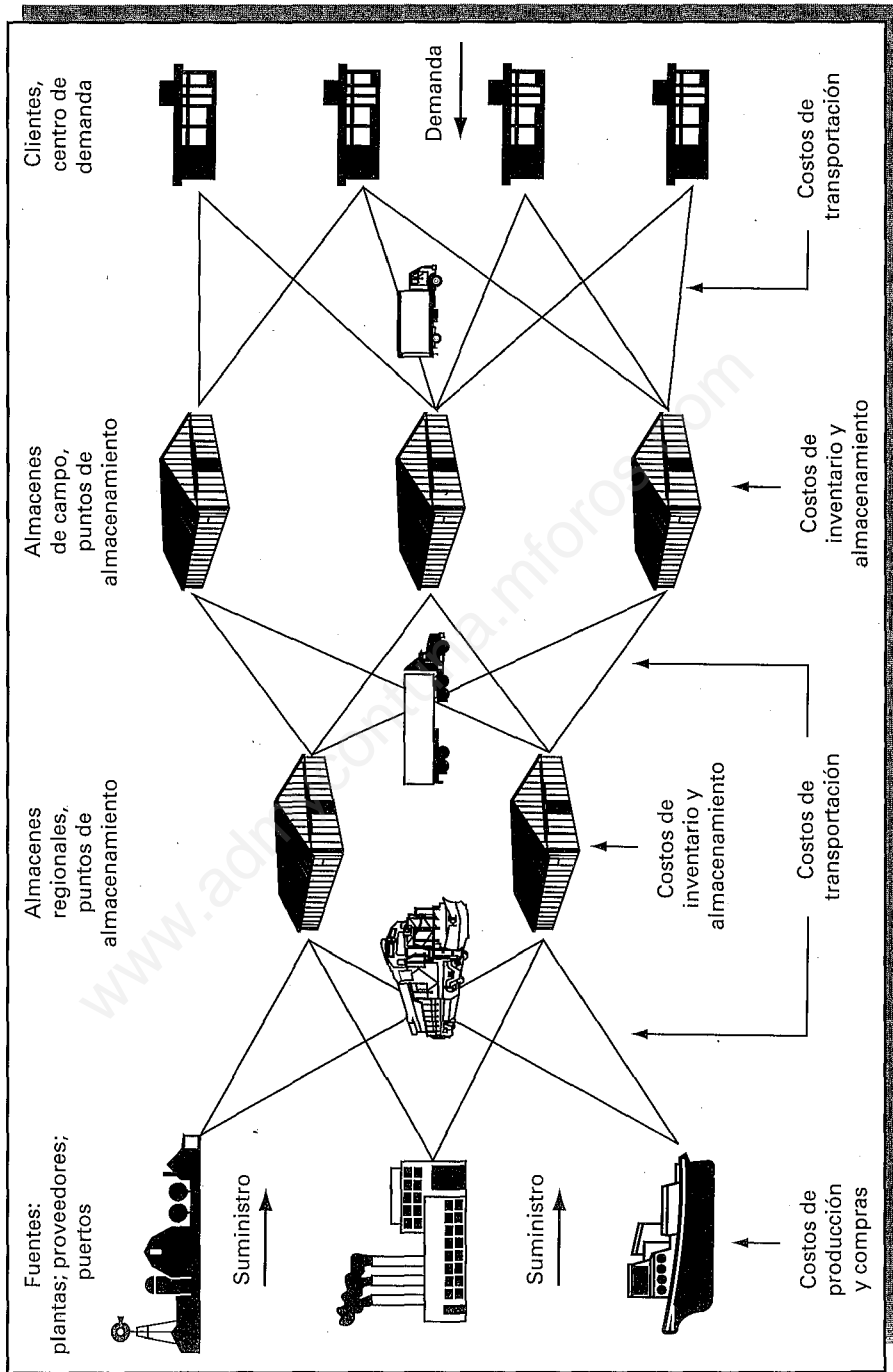 Fuentes:
plantas; proveedores;
puertos
Almacenes
regionales,
puntos de
almacenamiento
Almacenes
de campo,
puntos de
almacenamiento
Clientes,
centro de
demanda
Suministro
Suministro
Demanda
Costos de
producción
y compras
Costos de
inventario y
almacenamiento
Costos de
transportación
Costos de
inventario y
almacenamiento
Costos de
transportación